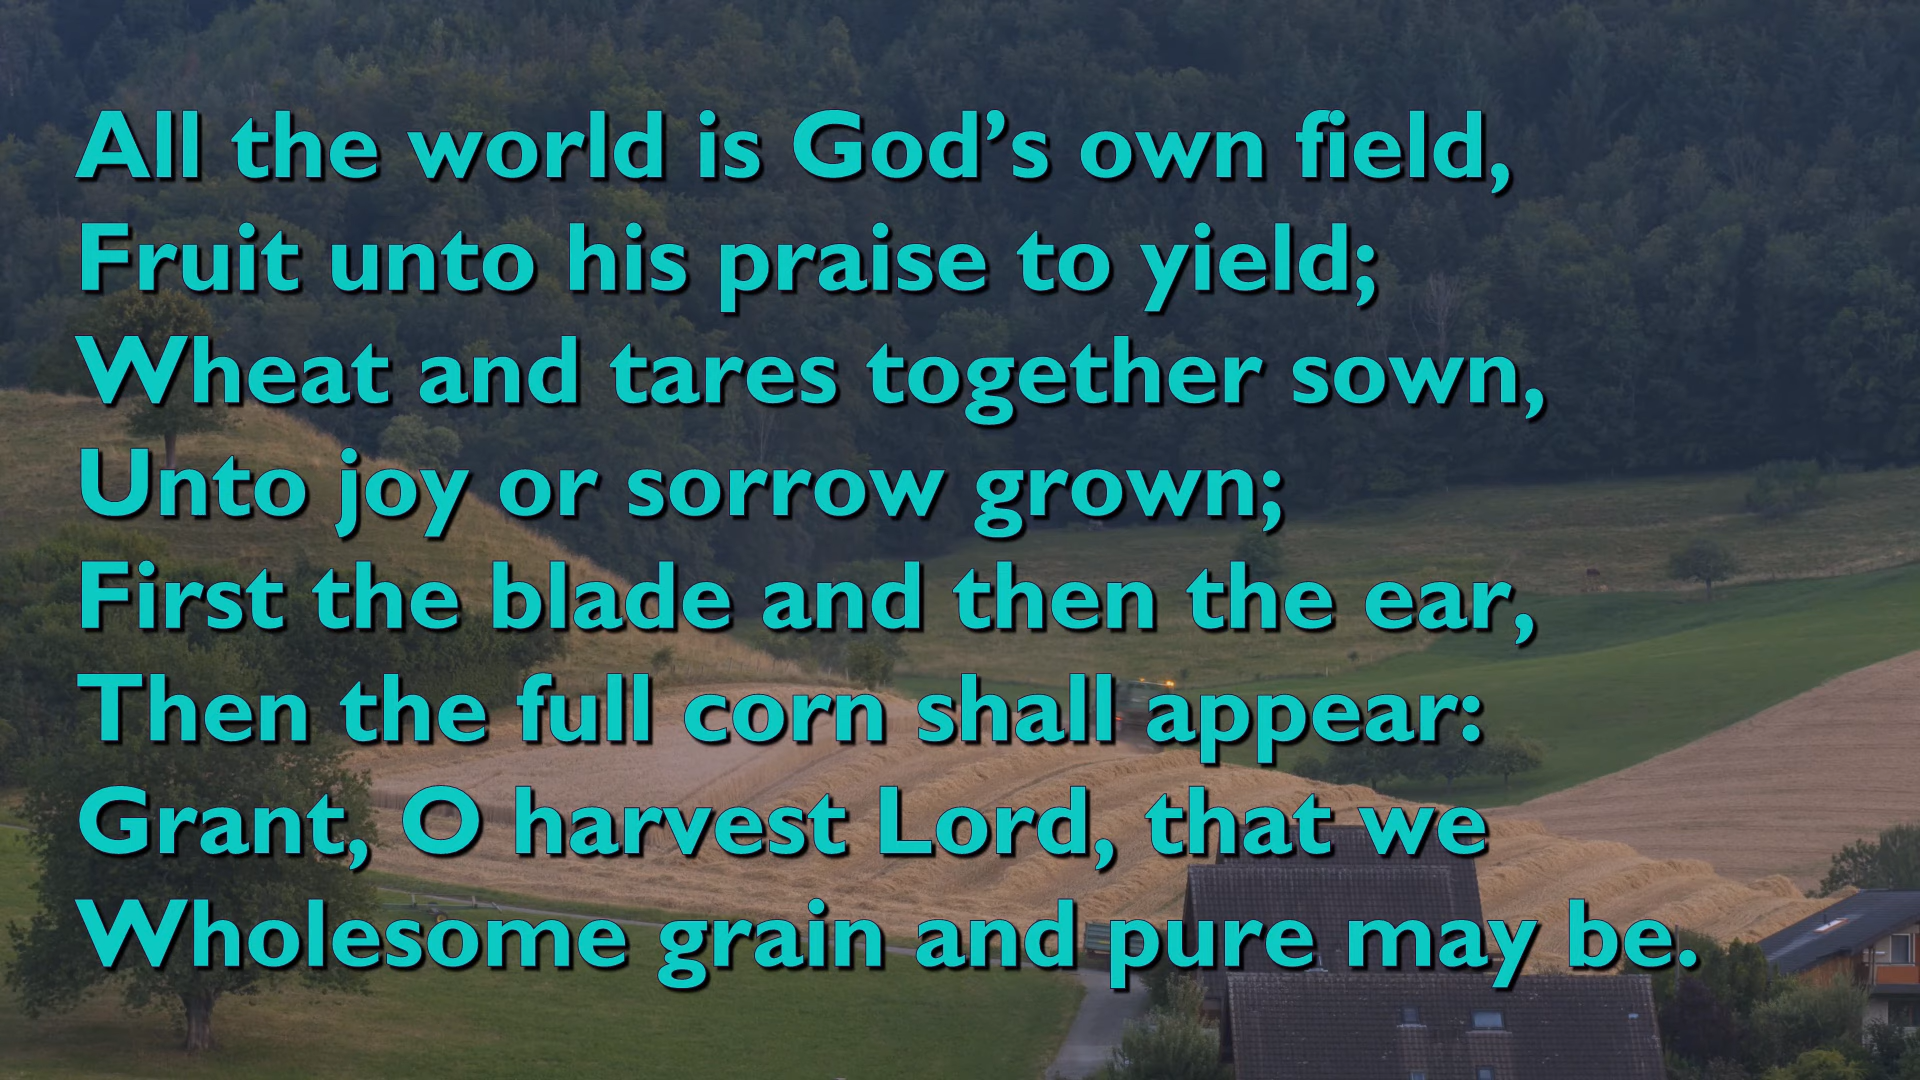 All the world is God’s own field,
Fruit unto his praise to yield;
Wheat and tares together sown,
Unto joy or sorrow grown;
First the blade and then the ear,
Then the full corn shall appear:
Grant, O harvest Lord, that we
Wholesome grain and pure may be.